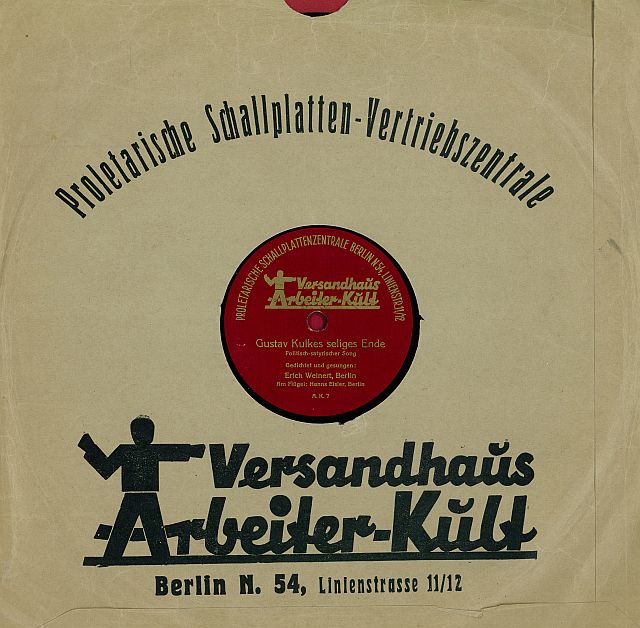 Proletarische Schallplatten-Vertriebszentrale
PROLETARISCHE SCHALLPLATTENZENTRALE BERLIN N 54, LINIENSTR. 11/12
Versandhaus
Arbeiter-Kult
Gustav Kulkes seliges Ende
Politisch-satyrischer Song
Gedichtet und gesungen:
Erich Weinert, Berlin
Am Flügel: Hanns Eisler, Berlin
A. K. 7
Versandhaus
Arbeiter-Kult
Berlin N. 54, Linienstrasse 11/12